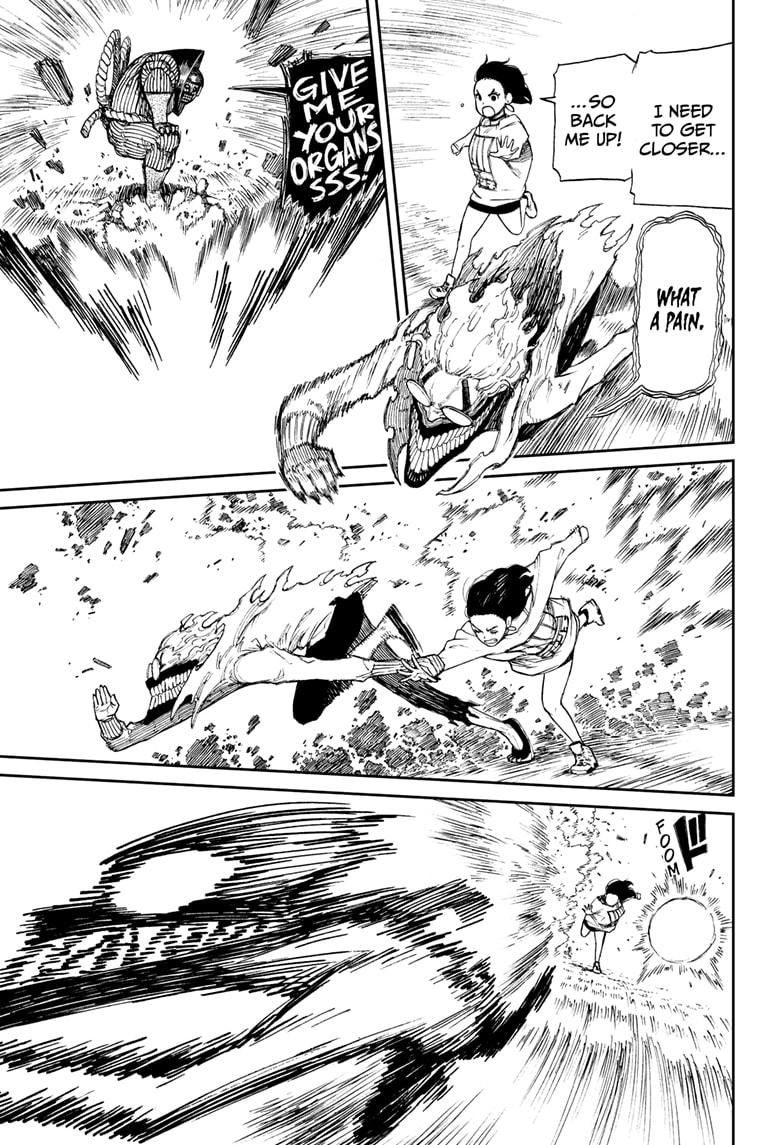 I NEED
TO GET
CLOSER...
...SO
BACK
ME UP!
WHAT
A PAIN.
GIVE
ME
YOUR
ORGANS
SSS!
FOOM